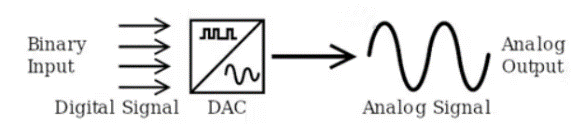 Binary
Input
Digital Signal
DAC
Analog Signal
Analog
Output